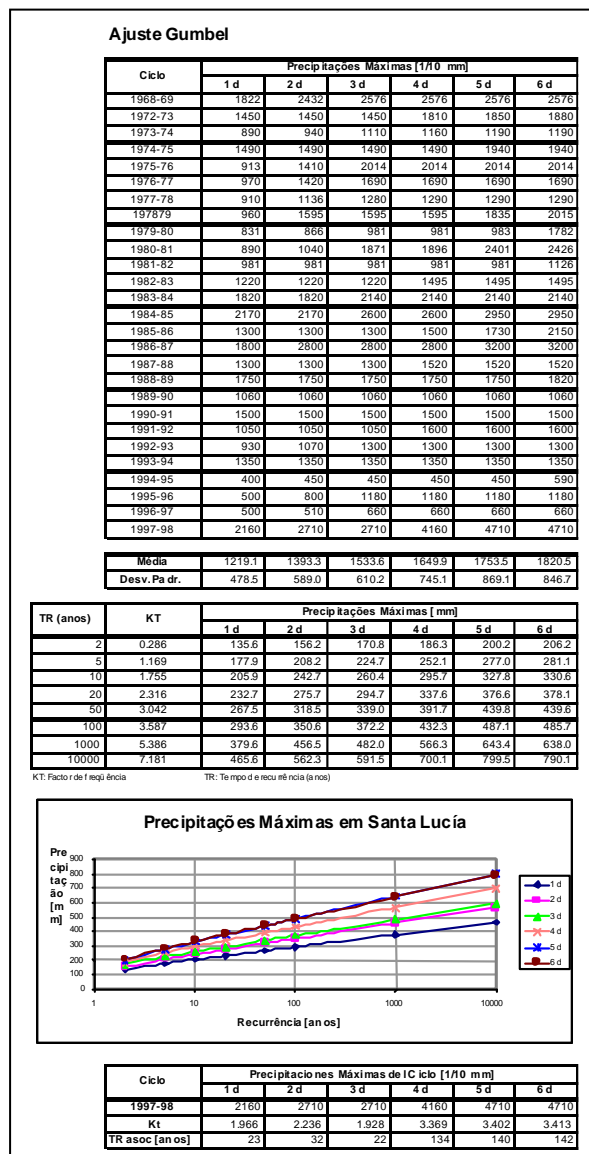 Ajuste Gumbel
Ciclo Precipitações Máximas [1/10 mm]
1 d 2 d 3 d 4 d 5 d 6 d
1968-69 1822 2432 2576 2576 2576 2576
1972-73 1450 1450 1450 1810 1850 1880
1973-74 890 940 1110 1160 1190 1190
1974-75 1490 1490 1490 1490 1940 1940
1975-76 913 1410 2014 2014 2014 2014
1976-77 970 1420 1690 1690 1690 1690
1977-78 910 1136 1280 1290 1290 1290
197879 960 1595 1595 1595 1835 2015
1979-80 831 866 981 981 983 1782
1980-81 890 1040 1871 1896 2401 2426
1981-82 981 981 981 981 981 1126
1982-83 1220 1220 1220 1495 1495 1495
1983-84 1820 1820 2140 2140 2140 2140
1984-85 2170 2170 2600 2600 2950 2950
1985-86 1300 1300 1300 1500 1730 2150
1986-87 1800 2800 2800 2800 3200 3200
1987-88 1300 1300 1300 1520 1520 1520
1988-89 1750 1750 1750 1750 1750 1820
1989-90 1060 1060 1060 1060 1060 1060
1990-91 1500 1500 1500 1500 1500 1500
1991-92 1050 1050 1050 1600 1600 1600
1992-93 930 1070 1300 1300 1300 1300
1993-94 1350 1350 1350 1350 1350 1350
1994-95 400 450 450 450 450 590
1995-96 500 800 1180 1180 1180 1180
1996-97 500 510 660 660 660 660
1997-98 2160 2710 2710 4160 4710 4710
Média 1219.1 1393.3 1533.6 1649.9 1753.5 1820.5
Desv.Padr. 478.5 589.0 610.2 745.1 869.1 846.7
TR (anos) KT Precipitações Máximas [mm]
1 d 2 d 3 d 4 d 5 d 6 d
2 0.286 135.6 156.2 170.8 186.3 200.2 206.2
5 1.169 177.9 208.2 224.7 252.1 277.0 281.1
10 1.755 205.9 242.7 260.4 295.7 327.8 330.6
20 2.316 232.7 275.7 294.7 337.6 376.6 378.1
50 3.042 267.5 318.5 339.0 391.7 439.8 439.6
100 3.587 293.6 350.6 372.2 432.3 487.1 485.7
1000 5.386 379.6 456.5 482.0 566.3 643.4 638.0
10000 7.181 465.6 562.3 591.5 700.1 799.5 790.1
KT: Factor de freqüência TR: Tempo de recurrência (anos)
Precipitações Máximas em Santa Lucía
Pre
cipi
taç
ão
[m
m]
900
800
700
600
500
400
300
200
100
0
1 10 100 1000 10000
Recurrência [anos]
1 d
2 d
3 d
4 d
5 d
6 d
Ciclo Precipitaciones Máximas delCiclo [1/10 mm]
1 d 2 d 3 d 4 d 5 d 6 d
1997-98 2160 2710 2710 4160 4710 4710
Kt 1.966 2.236 1.928 3.369 3.402 3.413
TR asoc [anos] 23 32 22 134 140 142